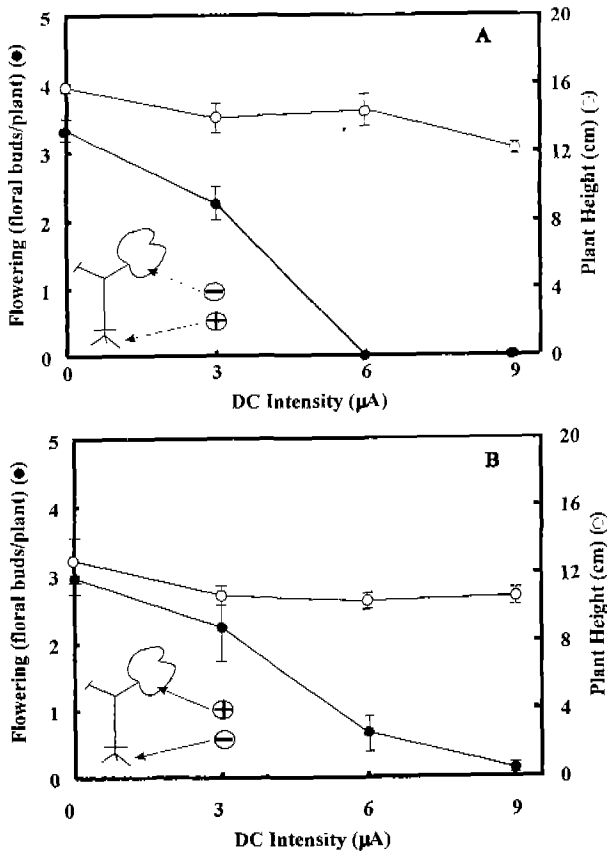 A
Flowering (floral buds/plant) (●)
5
4
3
2
1
0
20
16
12
8
4
0
Plant Height (cm) (○)
−
+
0 3 6 9
DC Intensity (μA)
B
Flowering (floral buds/plant) (●)
5
4
3
2
1
0
20
16
12
8
4
0
Plant Height (cm) (○)
+
−
0 3 6 9
DC Intensity (μA)